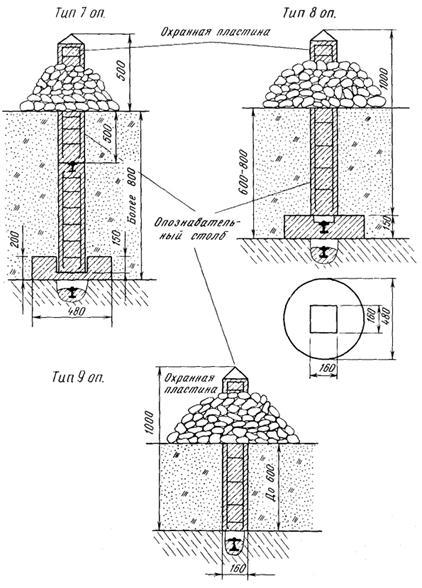 Тип 7 оп.
Охранная пластина
Тип 8 оп.
500
500
Более 800
200
150
480
Опознаватель-
ный столб
1000
600-800
150
160
480
160
Тип 9 оп.
Охранная
пластина
1000
До 600
160